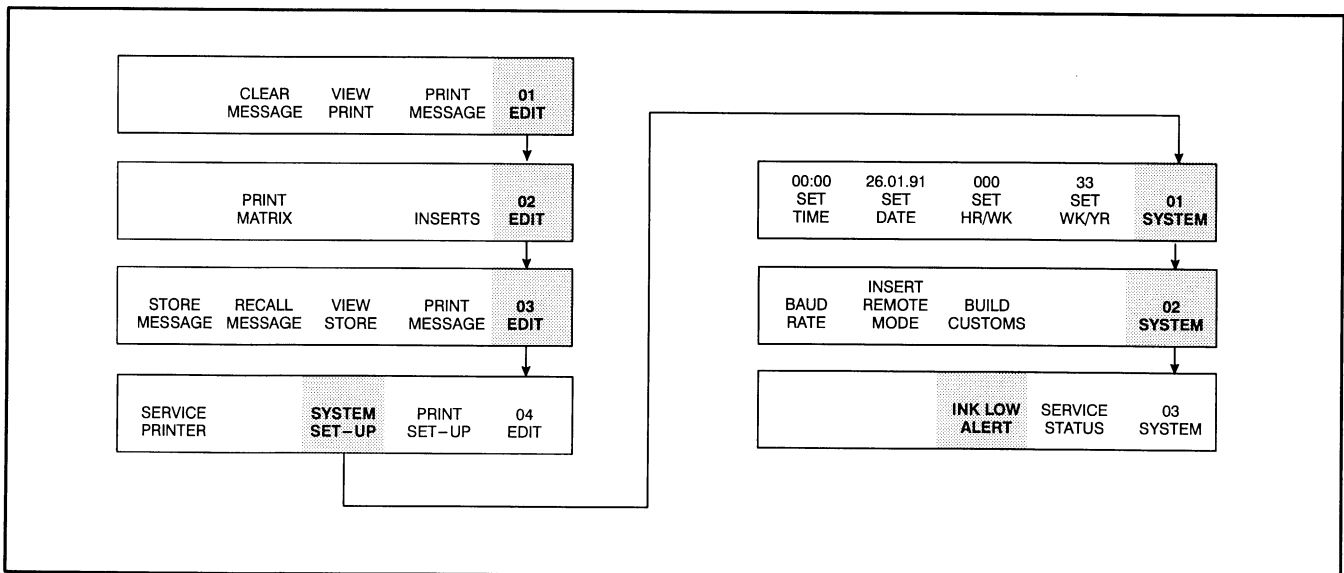 CLEAR VIEW PRINT 01
MESSAGE PRINT MESSAGE EDIT
PRINT 02
MATRIX INSERTS EDIT
STORE RECALL VIEW PRINT 03
MESSAGE MESSAGE STORE MESSAGE EDIT
SERVICE SYSTEM PRINT 04
PRINTER SET-UP SET-UP EDIT
00:00 26.01.91 000 33
SET SET SET SET 01
TIME DATE HR/WK WK/YR SYSTEM
INSERT
BAUD REMOTE BUILD 02
RATE MODE CUSTOMS SYSTEM
INK LOW SERVICE 03
ALERT STATUS SYSTEM